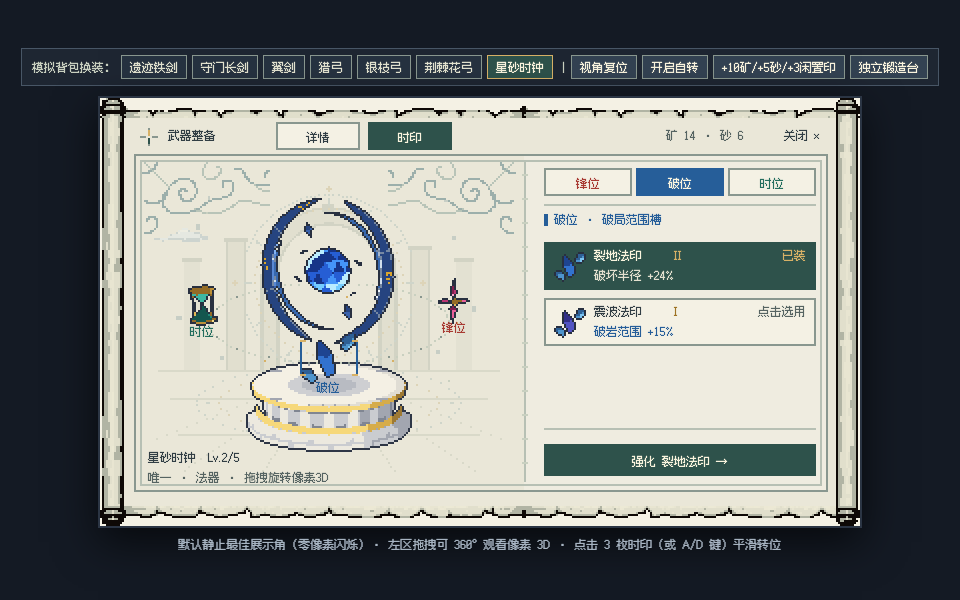 模拟背包换装: 遗迹铁剑 守门长剑 翼剑 猎弓 银枝弓 荆棘花弓 星砂时钟 | 视角复位 开启自转 +10矿/+5砂/+3闲置印 独立锻造台
武器整备 详情 时印 矿 14 · 砂 6 关闭 ×
锋位 破位 时位
破位 · 破局范围槽
裂地法印 II 已装
破坏半径 +24%
震波法印 I 点击选用
破岩范围 +15%
时位
锋位
破位
星砂时钟 Lv.2/5
唯一 · 法器 · 拖拽旋转像素3D
强化 裂地法印 →
默认静止最佳展示角 (零像素闪烁) · 左区拖拽可 360° 观看像素 3D · 点击 3 枚时印 (或 A/D 键) 平滑转位